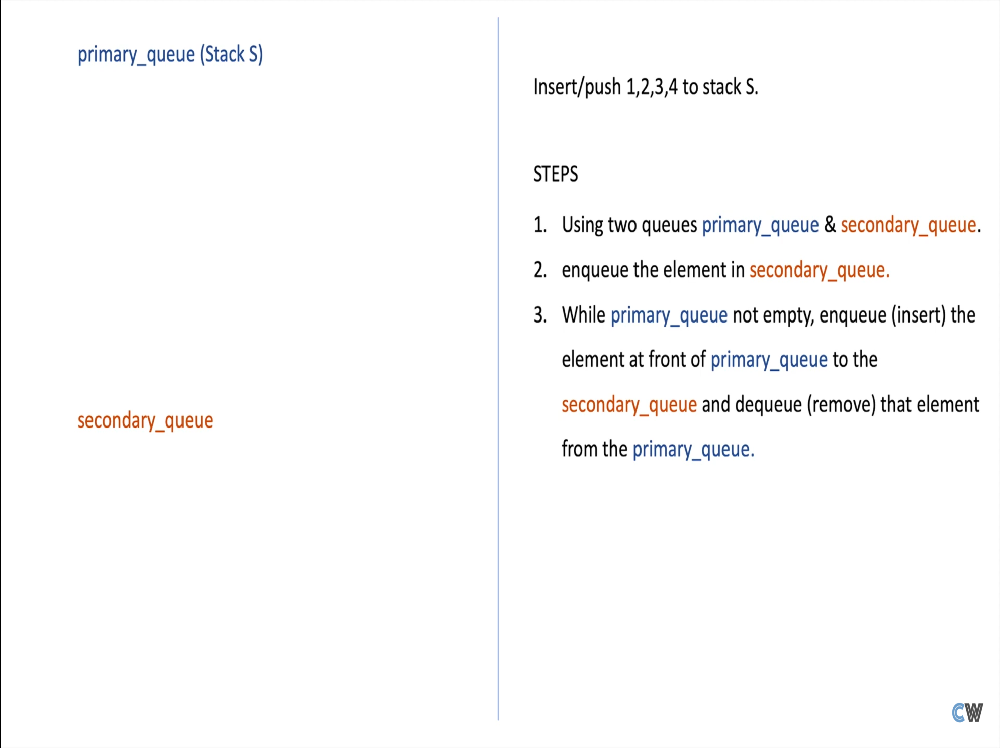 primary_queue (Stack S)
secondary_queue
Insert/push 1,2,3,4 to stack S.
STEPS
1. Using two queues primary_queue & secondary_queue.
2. enqueue the element in secondary_queue.
3. While primary_queue not empty, enqueue (insert) the
element at front of primary_queue to the
secondary_queue and dequeue (remove) that element
from the primary_queue.
CW